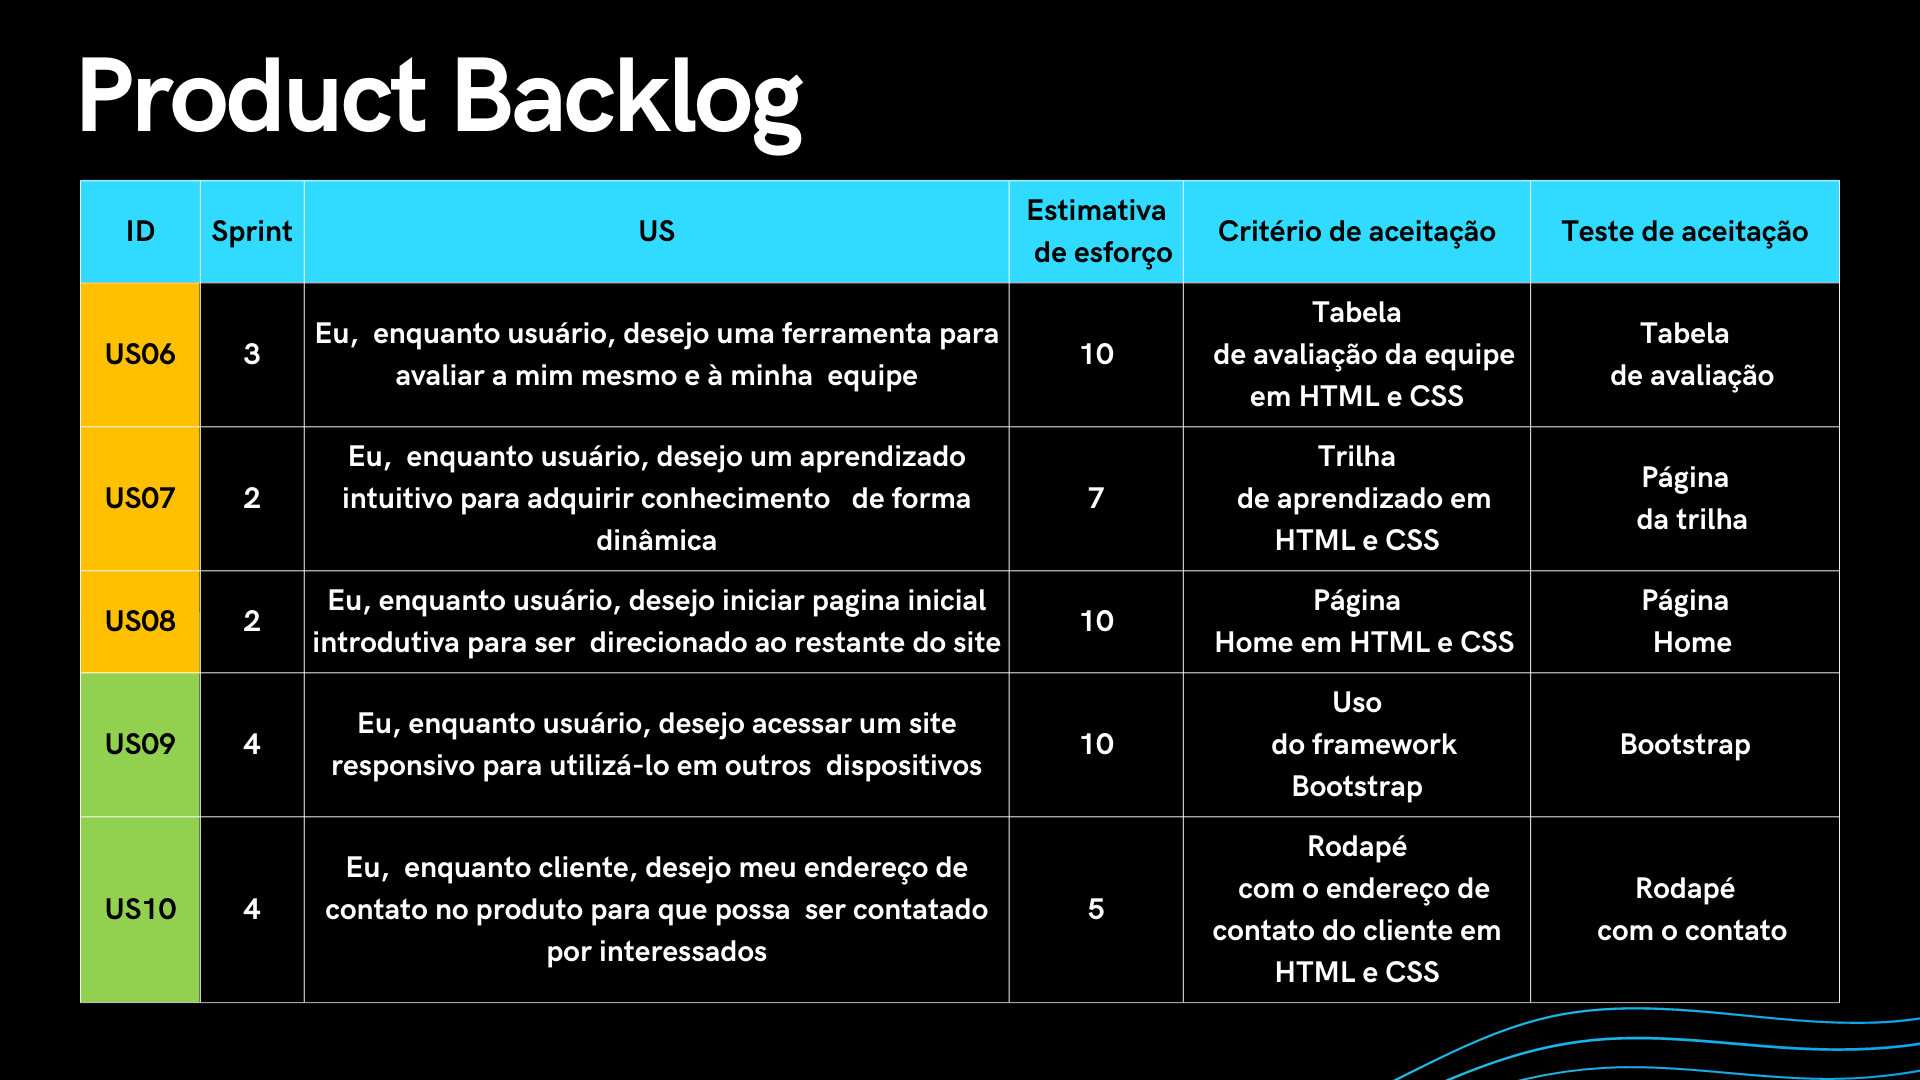 Product Backlog
ID
Sprint
US
Estimativa
de esforço
Critério de aceitação
Teste de aceitação
US06
3
Eu, enquanto usuário, desejo uma ferramenta para
avaliar a mim mesmo e à minha equipe
10
Tabela
de avaliação da equipe
em HTML e CSS
Tabela
de avaliação
US07
2
Eu, enquanto usuário, desejo um aprendizado
intuitivo para adquirir conhecimento de forma
dinâmica
7
Trilha
de aprendizado em
HTML e CSS
Página
da trilha
US08
2
Eu, enquanto usuário, desejo iniciar pagina inicial
introdutiva para ser direcionado ao restante do site
10
Página
Home em HTML e CSS
Página
Home
US09
4
Eu, enquanto usuário, desejo acessar um site
responsivo para utilizá-lo em outros dispositivos
10
Uso
do framework
Bootstrap
Bootstrap
US10
4
Eu, enquanto cliente, desejo meu endereço de
contato no produto para que possa ser contatado
por interessados
5
Rodapé
com o endereço de
contato do cliente em
HTML e CSS
Rodapé
com o contato